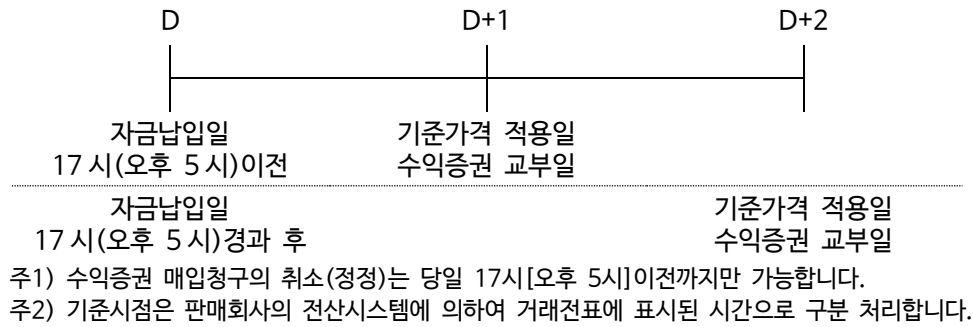 D D+1 D+2
자금납입일 기준가격 적용일
17시(오후 5시)이전 수익증권 교부일
자금납입일 기준가격 적용일
17시(오후 5시)경과 후 수익증권 교부일
주1) 수익증권 매입청구의 취소(정정)는 당일 17시[오후 5시]이전까지만 가능합니다.
주2) 기준시점은 판매회사의 전산시스템에 의하여 거래전표에 표시된 시간으로 구분 처리합니다.